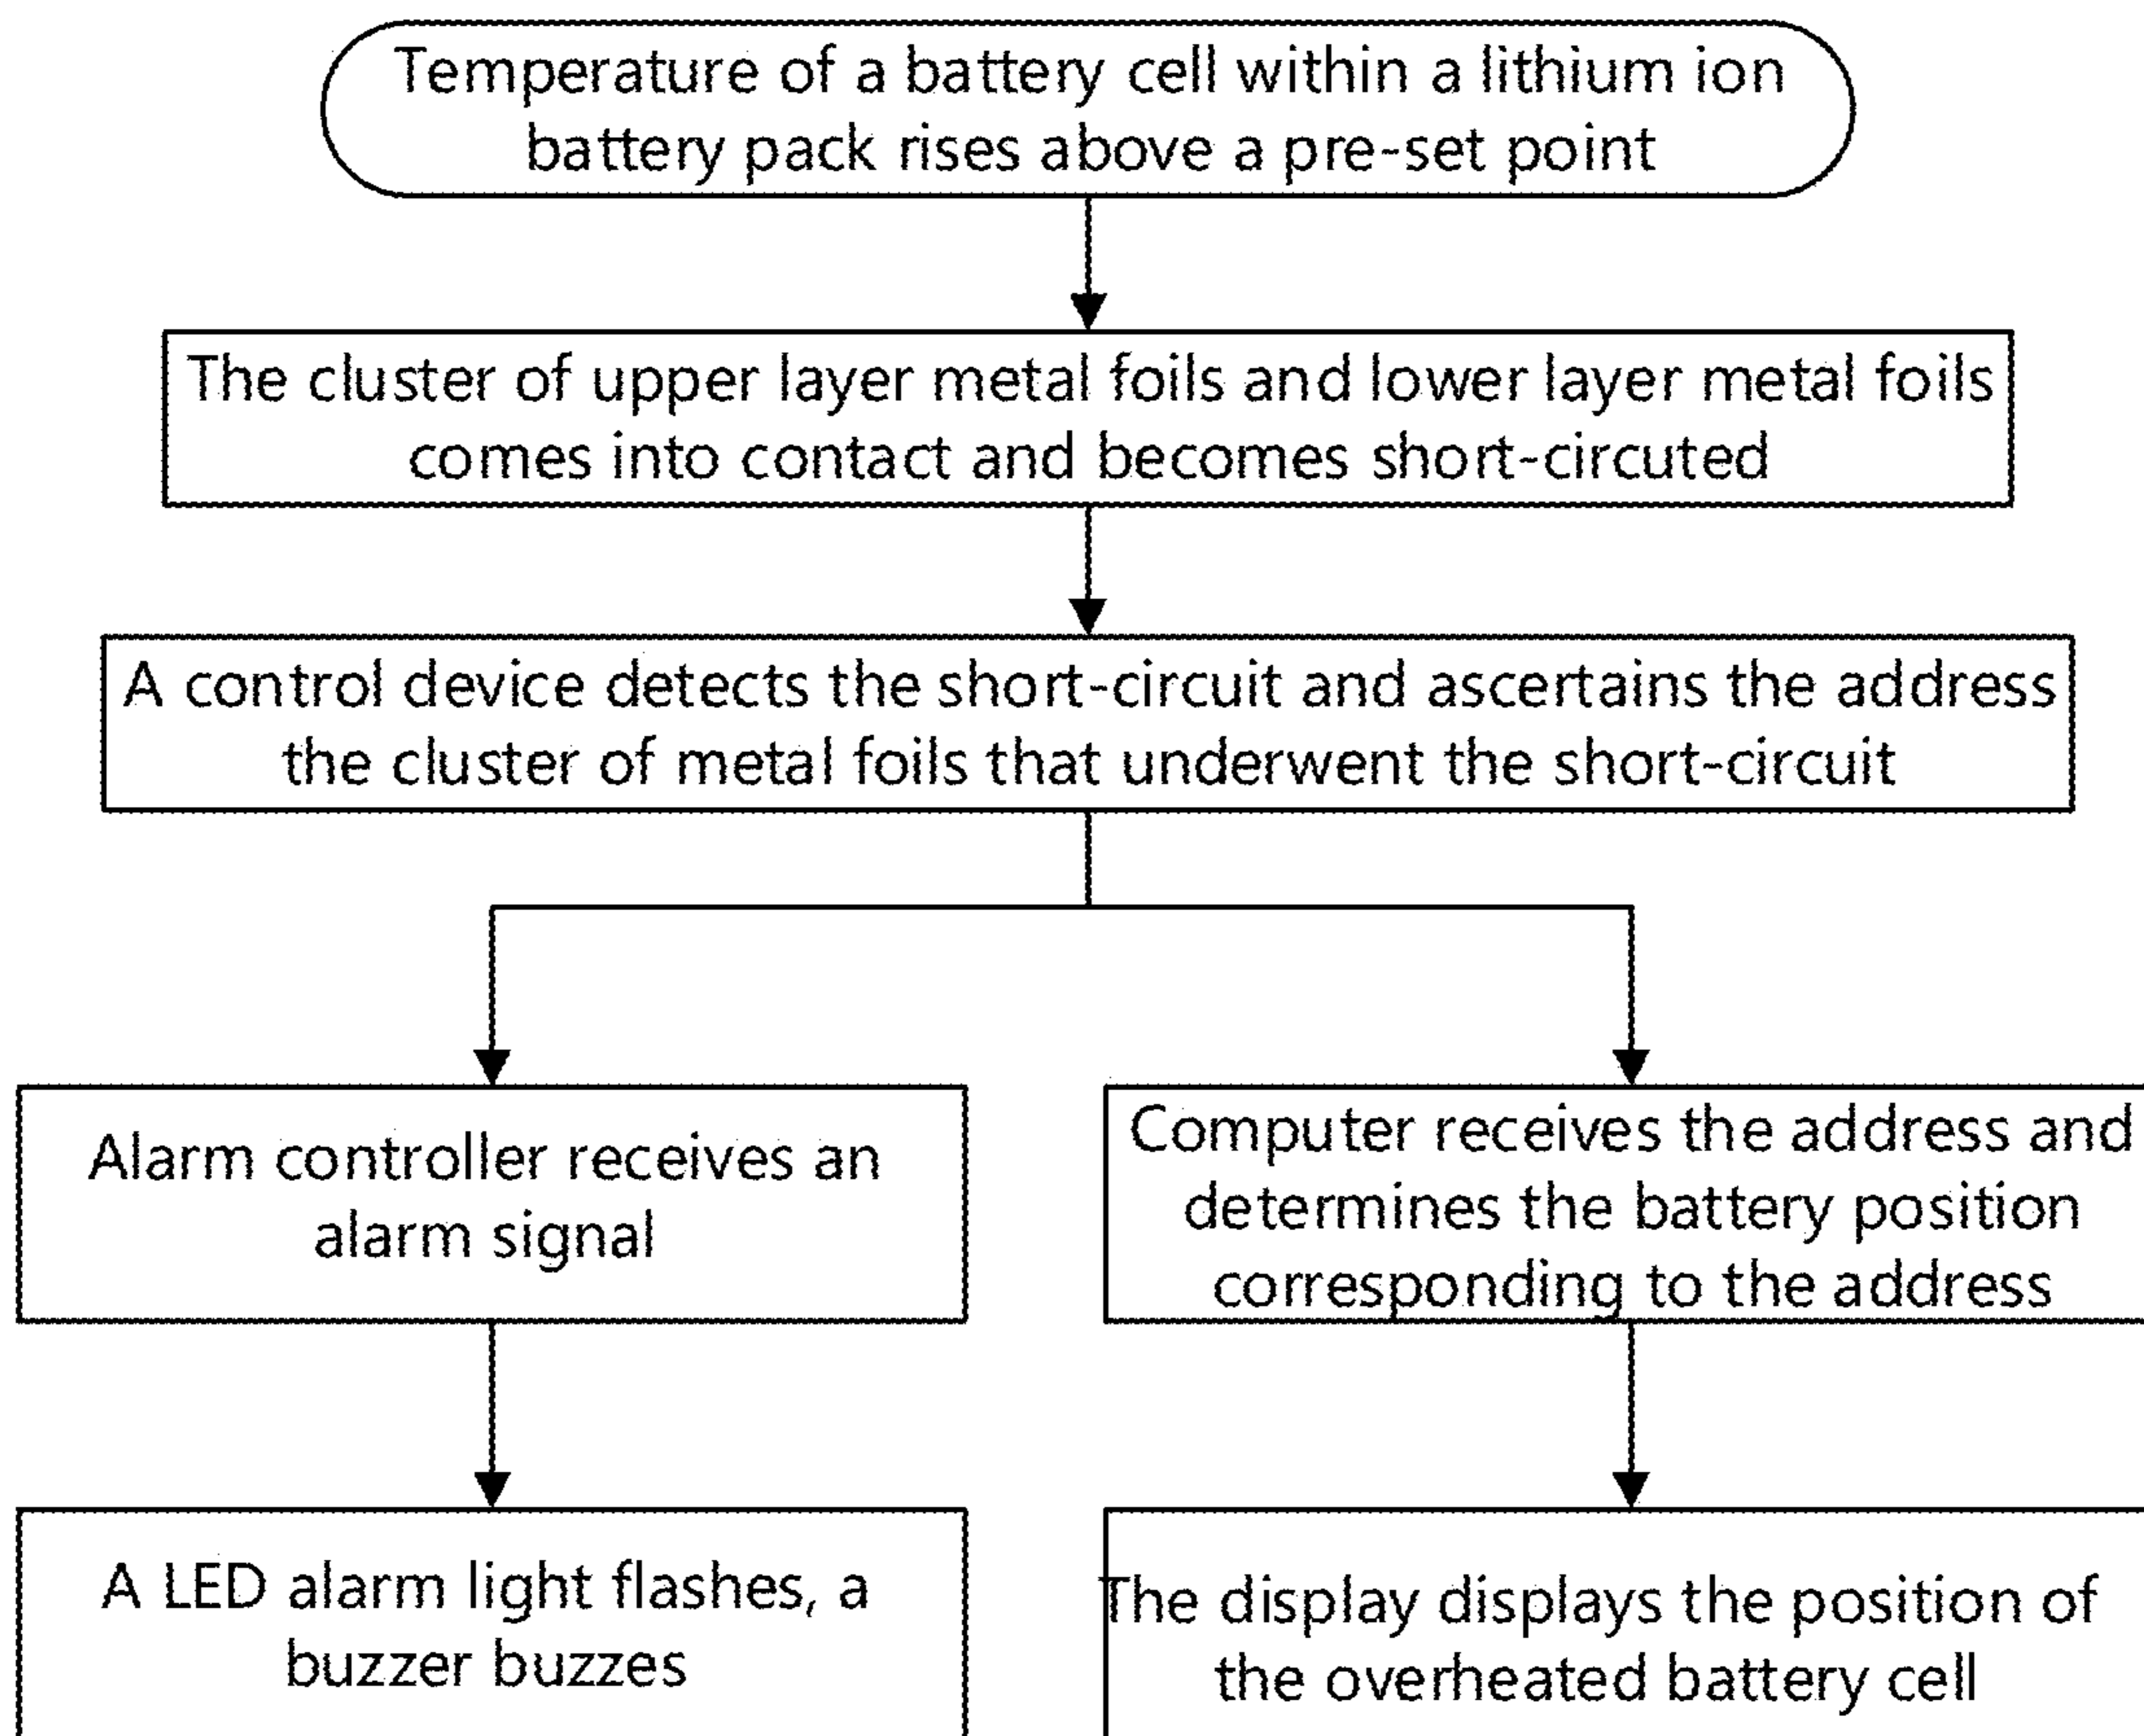 Temperature of a battery cell within a lithium ion
battery pack rises above a pre-set point
The cluster of upper layer metal foils and lower layer metal foils
comes into contact and becomes short-circuted
A control device detects the short-circuit and ascertains the address
the cluster of metal foils that underwent the short-circuit
Alarm controller receives an
alarm signal
Computer receives the address and
determines the battery position
corresponding to the address
A LED alarm light flashes, a
buzzer buzzes
The display displays the position of
the overheated battery cell